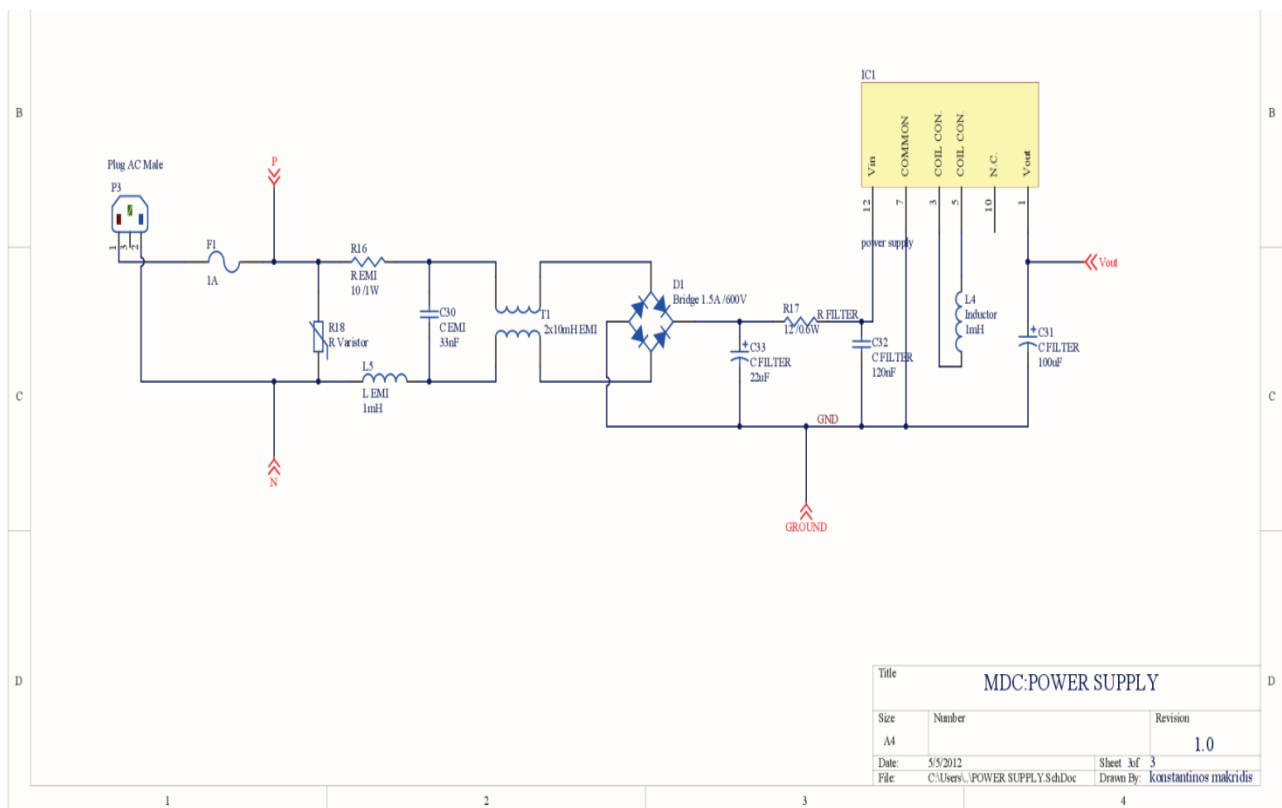 IC1
B
B
Vin
COMMON
COIL CON.
COIL CON.
N.C.
Vout
12
7
3
5
10
1
Plug AC Male
P3
1
3
2
P
F1
1A
R16
R EMI
10 /1W
R18
R Varistor
L5
L EMI
1mH
C30
C EMI
33nF
T1
2x10mH EMI
D1
Bridge 1.5A /600V
R17
R FILTER
12 /0.6W
power supply
C33
C FILTER
22uF
C32
C FILTER
120nF
L4
Inductor
1mH
C31
C FILTER
100uF
Vout
C
C
GND
N
GROUND
D
D
Title
MDC:POWER SUPPLY
Size
Number
Revision
A4
1.0
Date:
5/5/2012
Sheet 3of 3
File:
C:\Users\..\POWER SUPPLY.SchDoc
Drawn By: konstantinos makridis
1
2
3
4